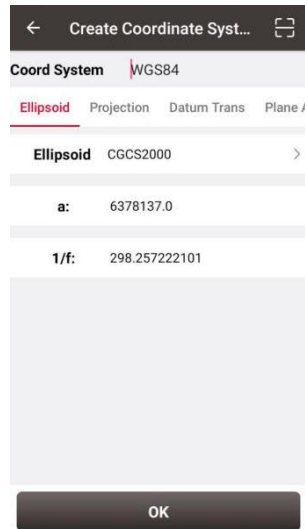 Create Coordinate Syst...
Coord System WGS84
Ellipsoid Projection Datum Trans Plane A
Ellipsoid CGCS2000
a: 6378137.0
1/f: 298.257222101
OK